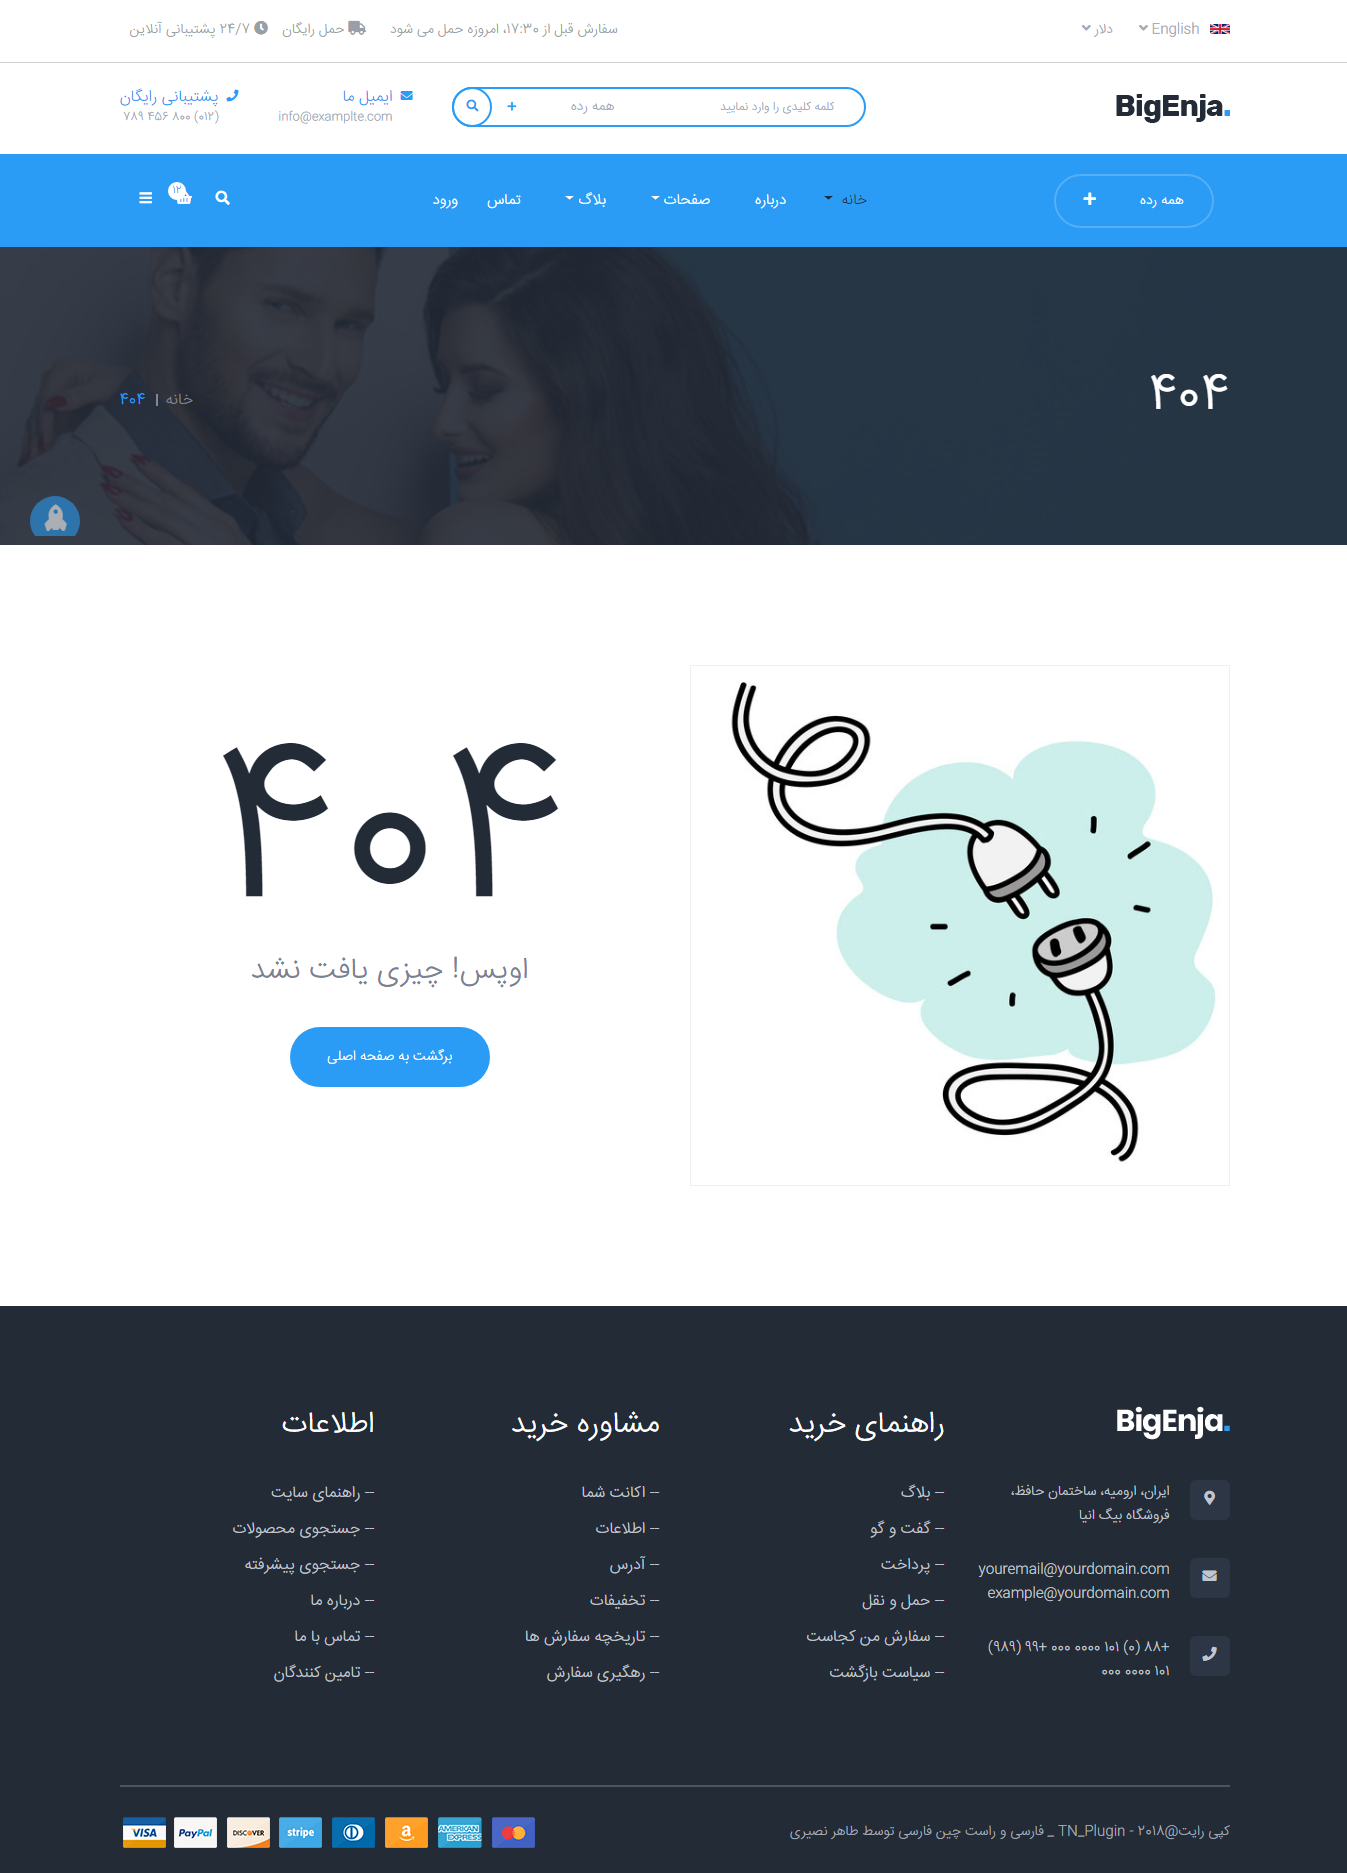 English
دلار
سفارش قبل از ۱۷:۳۰، امروزه حمل می شود
حمل رایگان
۲۴/۷ پشتیبانی آنلاین
BigEnja.
کلمه کلیدی را وارد نمایید
همه رده
ایمیل ما
info@examplte.com
پشتیبانی رایگان
(۰۱۲) ۸۰۰ ۴۵۶ ۷۸۹
همه رده
خانه
درباره
صفحات
بلاگ
تماس
ورود
۱۲
۴۰۴
خانه | ۴۰۴
۴۰۴
اوپس! چیزی یافت نشد
برگشت به صفحه اصلی
BigEnja.
ایران، ارومیه، ساختمان حافظ،
فروشگاه بیگ انیا
youremail@yourdomain.com
example@yourdomain.com
+۸۸ (۰) ۱۰۱ ۰۰۰۰ ۰۰۰ +۹۹ (۹۸۹)
۱۰۱ ۰۰۰۰ ۰۰۰
راهنمای خرید
-- بلاگ
-- گفت و گو
-- پرداخت
-- حمل و نقل
-- سفارش من کجاست
-- سیاست بازگشت
مشاوره خرید
-- اکانت شما
-- اطلاعات
-- آدرس
-- تخفیفات
-- تاریخچه سفارش ها
-- رهگیری سفارش
اطلاعات
-- راهنمای سایت
-- جستجوی محصولات
-- جستجوی پیشرفته
-- درباره ما
-- تماس با ما
-- تامین کنندگان
کپی رایت@۲۰۱۸ - TN_Plugin _ فارسی و راست چین فارسی توسط طاهر نصیری
VISA
PayPal
DISCOVER
stripe
a
AMERICAN EXPRESS